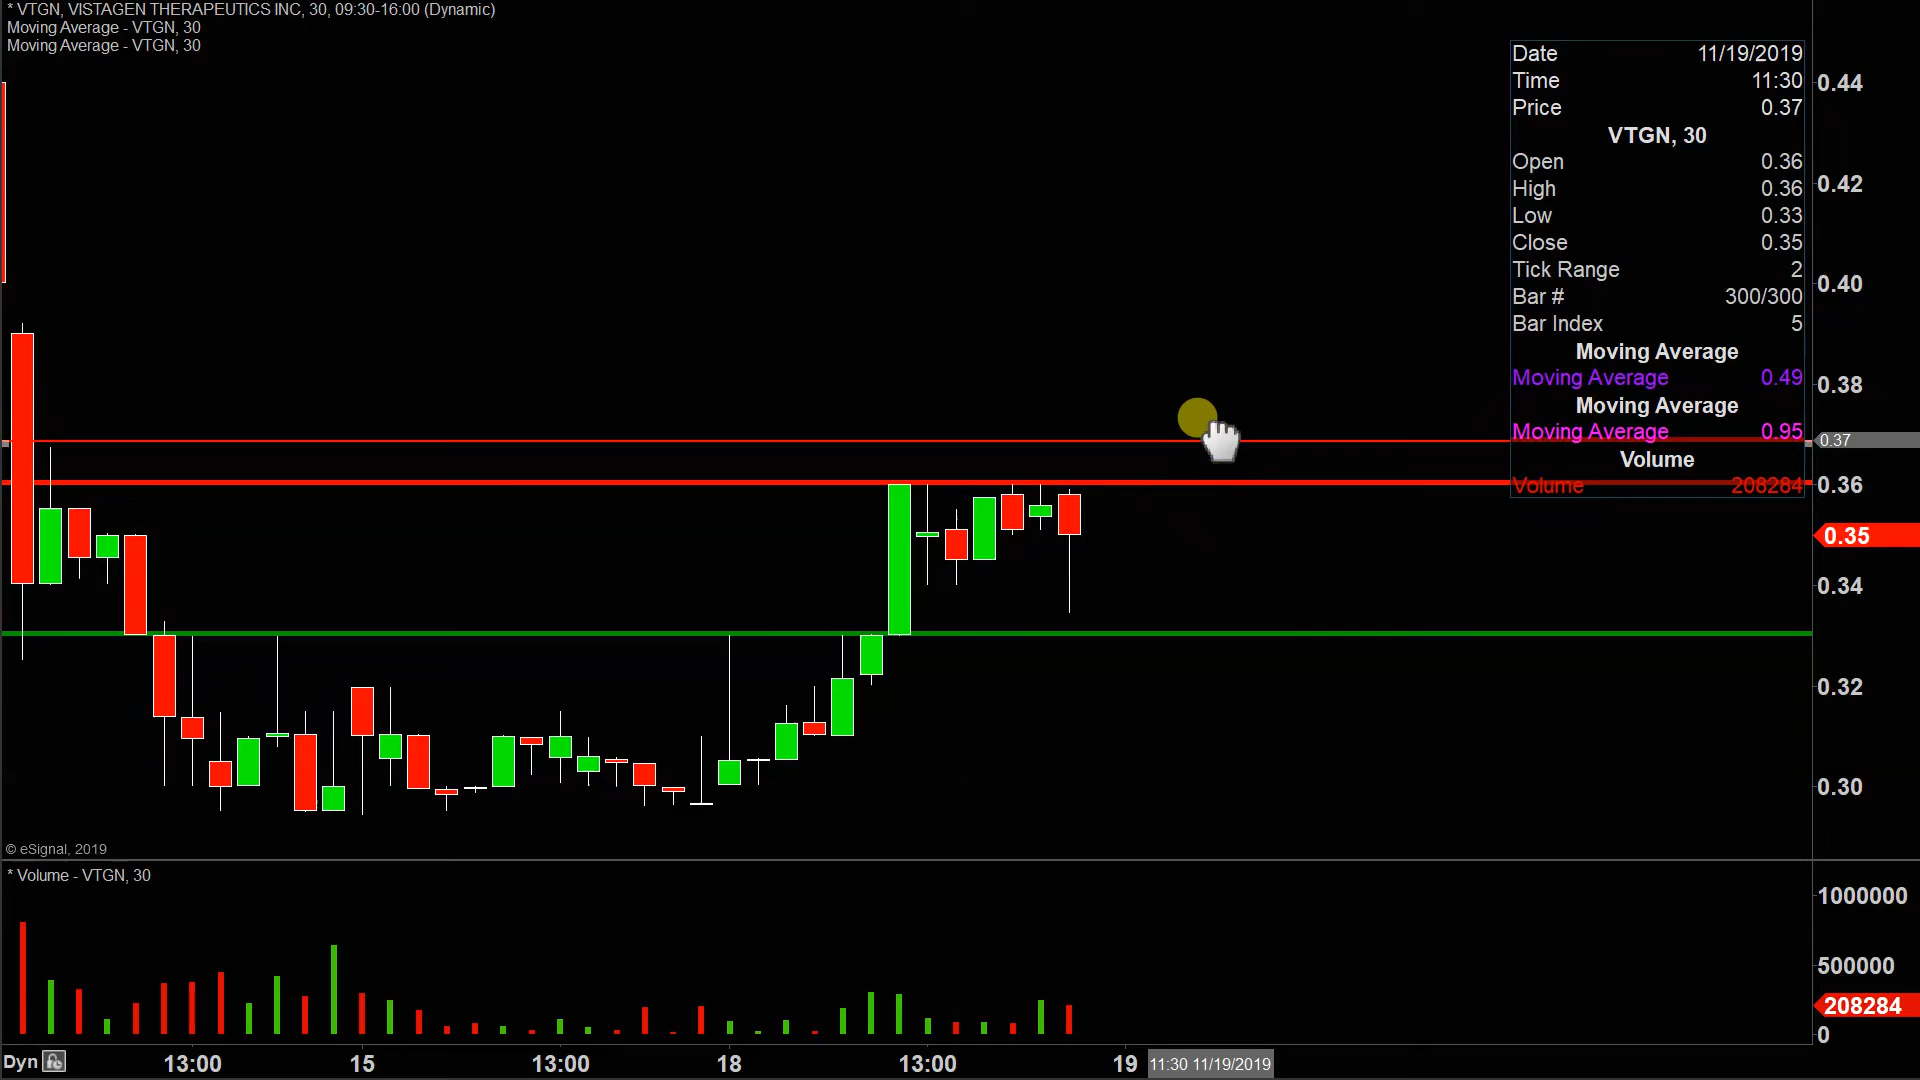 * VTGN, VISTAGEN THERAPEUTICS INC, 30, 09:30-16:00 (Dynamic)
Moving Average - VTGN, 30
Moving Average - VTGN, 30
Date 11/19/2019
Time 11:30
Price 0.37
VTGN, 30
Open 0.36
High 0.36
Low 0.33
Close 0.35
Tick Range 2
Bar # 300/300
Bar Index 5
Moving Average
Moving Average 0.49
Moving Average
Moving Average 0.95
Volume
Volume 208284
0.44
0.42
0.40
0.38
0.37
0.36
0.35
0.34
0.32
0.30
© eSignal, 2019
* Volume - VTGN, 30
1000000
500000
208284
0
Dyn 13:00 15 13:00 18 13:00 19 11:30 11/19/2019